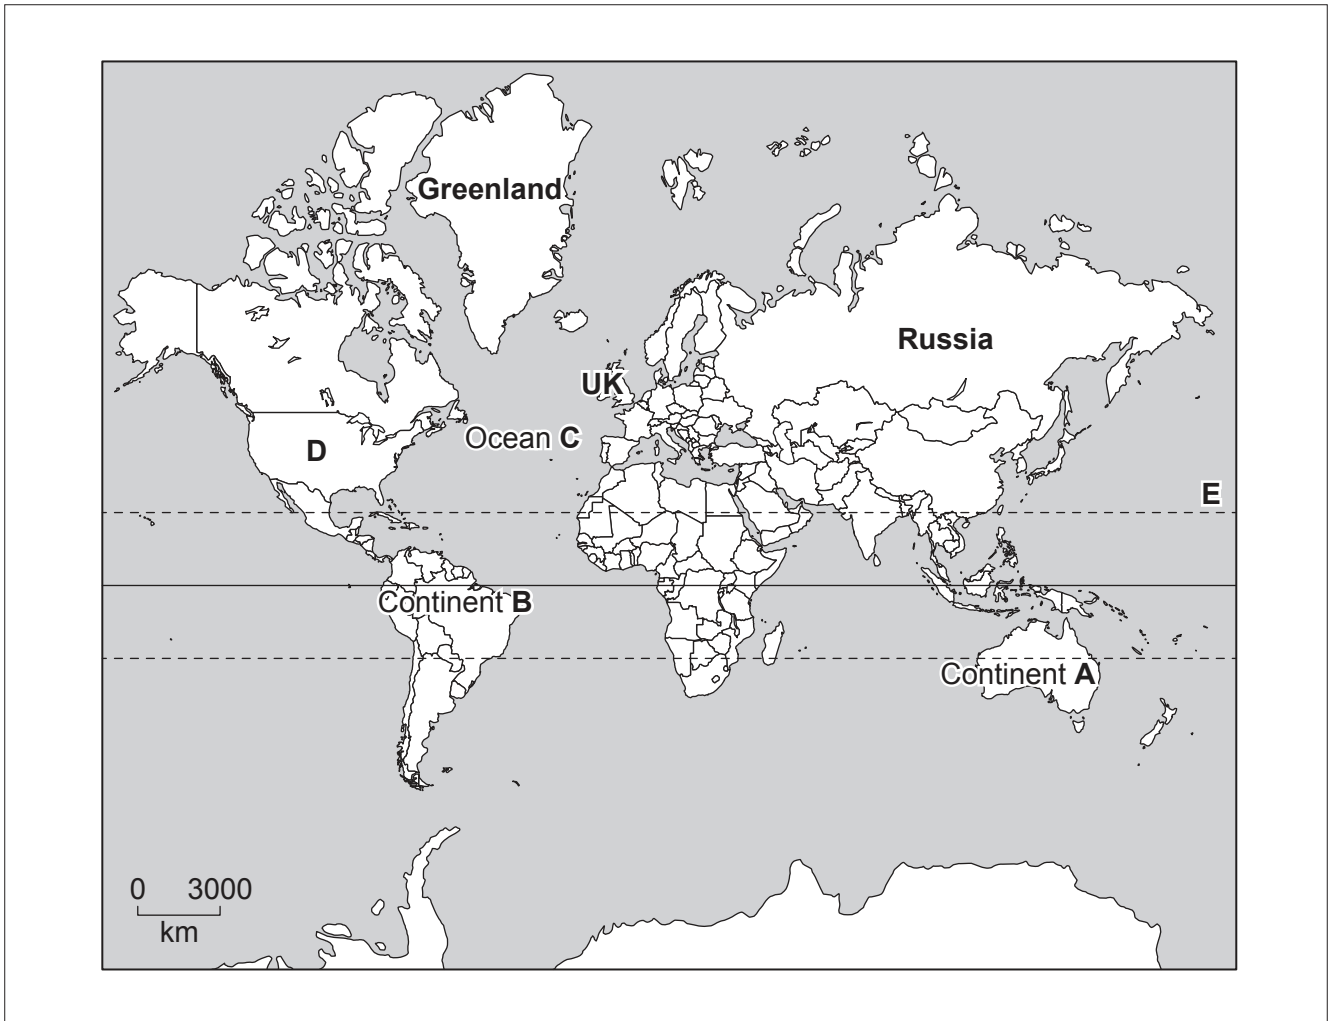 Greenland
Russia
UK
Ocean C
D
E
Continent B
Continent A
0 3000
km